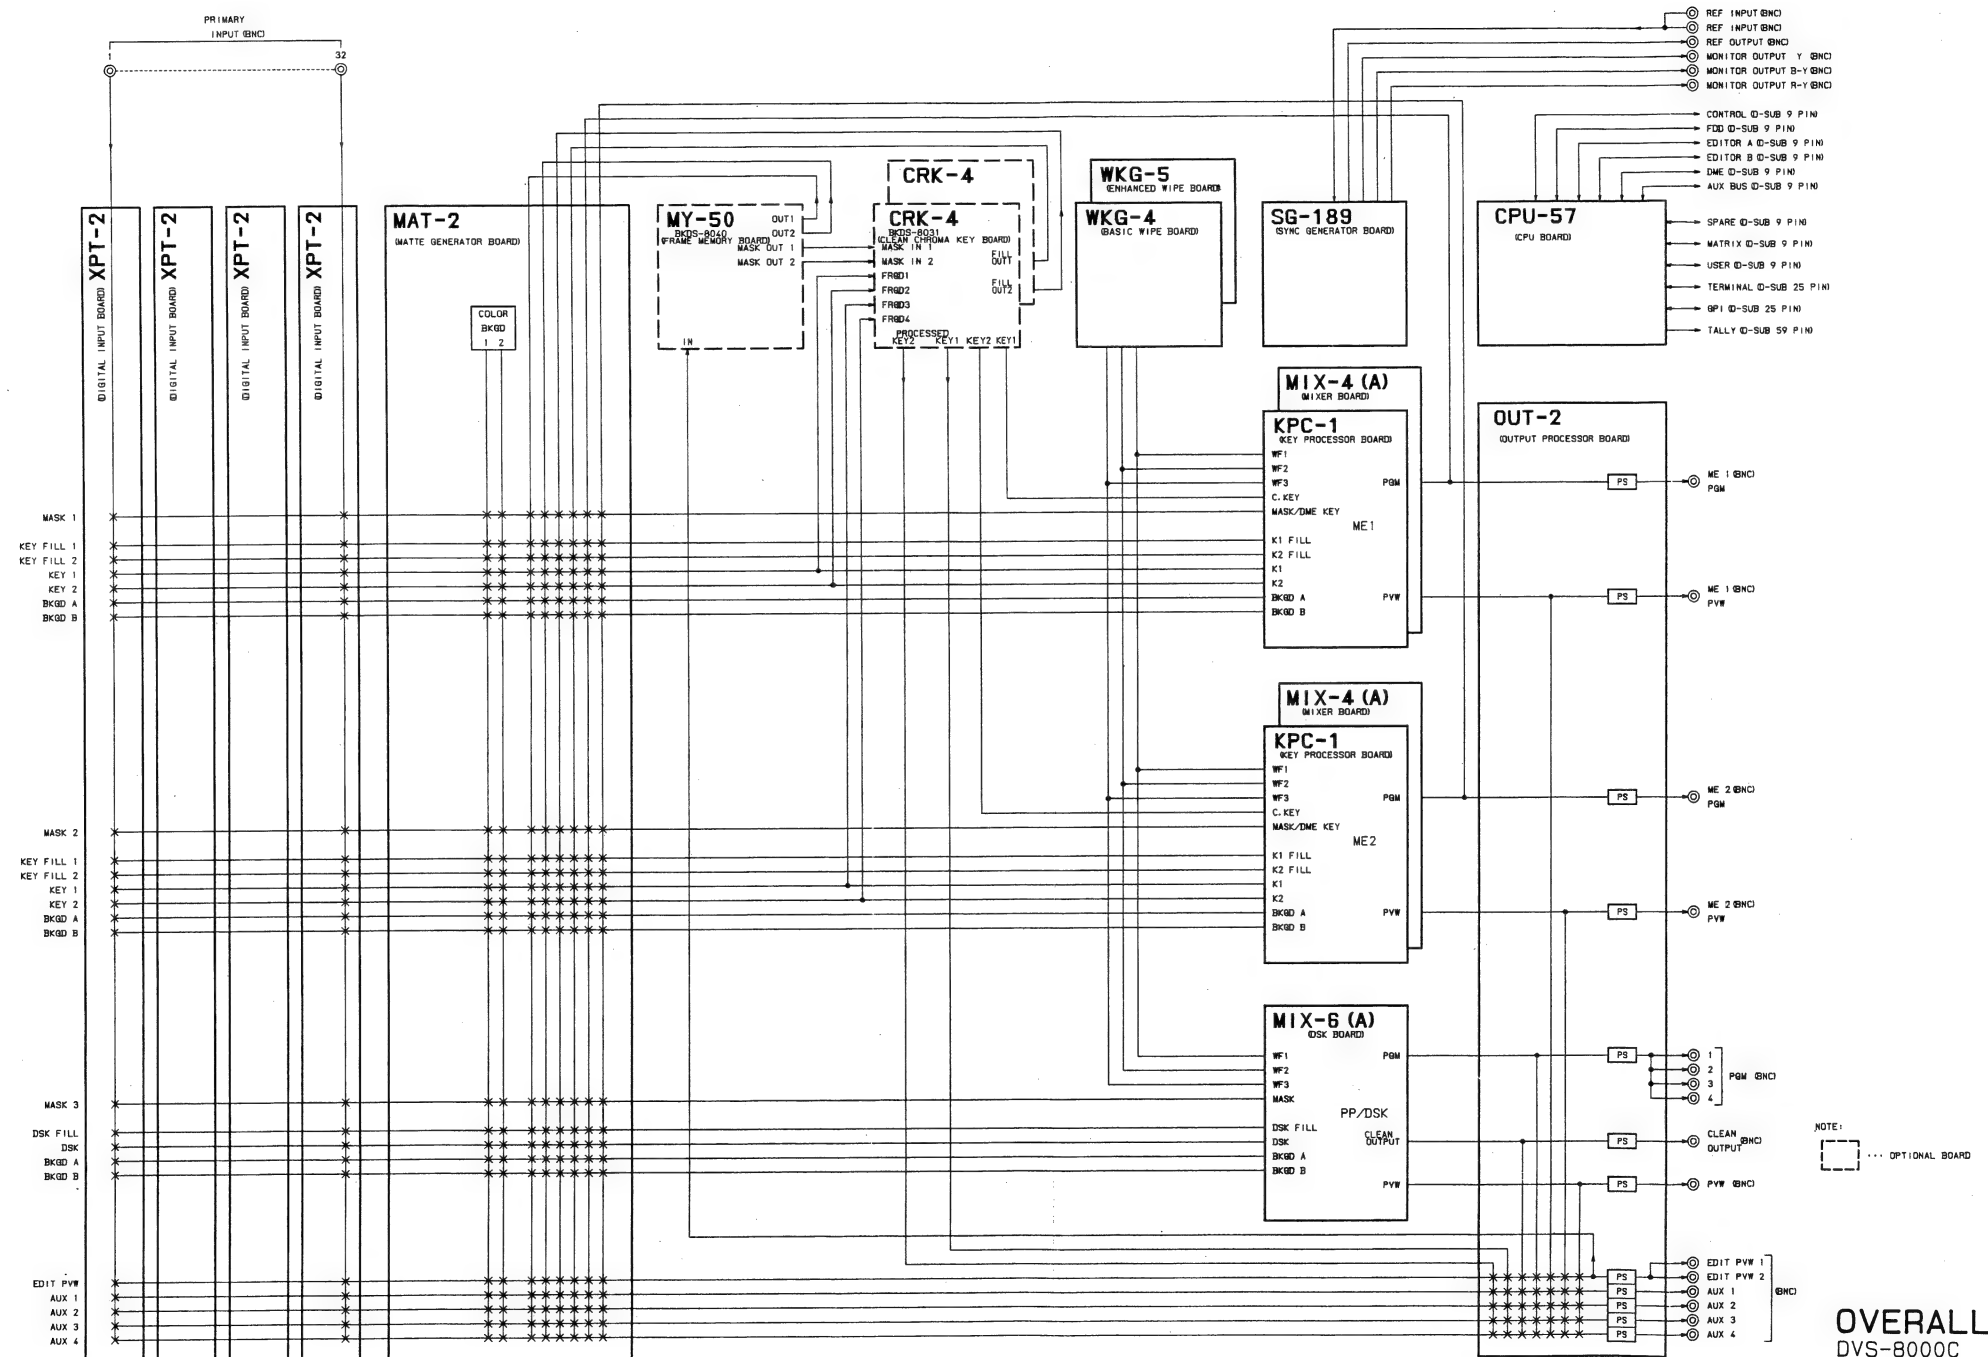 PRIMARY
INPUT (BNC)
1
32
REF INPUT (BNC)
REF INPUT (BNC)
REF OUTPUT (BNC)
MONITOR OUTPUT Y (BNC)
MONITOR OUTPUT B-Y (BNC)
MONITOR OUTPUT R-Y (BNC)
CONTROL (D-SUB 9 PIN)
FDD (D-SUB 9 PIN)
EDITOR A (D-SUB 9 PIN)
EDITOR B (D-SUB 9 PIN)
DME (D-SUB 9 PIN)
AUX BUS (D-SUB 9 PIN)
SPARE (D-SUB 9 PIN)
MATRIX (D-SUB 9 PIN)
USER (D-SUB 9 PIN)
TERMINAL (D-SUB 25 PIN)
GPI (D-SUB 25 PIN)
TALLY (D-SUB 59 PIN)
XPT-2
(DIGITAL INPUT BOARD)
XPT-2
(DIGITAL INPUT BOARD)
XPT-2
(DIGITAL INPUT BOARD)
XPT-2
(DIGITAL INPUT BOARD)
MAT-2
(MATTE GENERATOR BOARD)
COLOR
BKGD
1 2
MY-50
BKDS-8040
(FRAME MEMORY BOARD)
OUT1
OUT2
MASK OUT 1
MASK OUT 2
IN
CRK-4
CRK-4
BKDS-8031
(CLEAN CHROMA KEY BOARD)
MASK IN 1
MASK IN 2
FRGD1
FRGD2
FRGD3
FRGD4
FILL
OUT1
FILL
OUT2
PROCESSED
KEY2 KEY1 KEY2 KEY1
WKG-5
(ENHANCED WIPE BOARD)
WKG-4
(BASIC WIPE BOARD)
SG-189
(SYNC GENERATOR BOARD)
CPU-57
(CPU BOARD)
MIX-4 (A)
(MIXER BOARD)
KPC-1
(KEY PROCESSOR BOARD)
WF1
WF2
WF3
C.KEY
MASK/DME KEY
K1 FILL
K2 FILL
K1
K2
BKGD A
BKGD B
PGM
ME1
PVW
OUT-2
(OUTPUT PROCESSOR BOARD)
PS
ME 1 (BNC)
PGM
PS
ME 1 (BNC)
PVW
MASK 1
KEY FILL 1
KEY FILL 2
KEY 1
KEY 2
BKGD A
BKGD B
MIX-4 (A)
(MIXER BOARD)
KPC-1
(KEY PROCESSOR BOARD)
WF1
WF2
WF3
C.KEY
MASK/DME KEY
K1 FILL
K2 FILL
K1
K2
BKGD A
BKGD B
PGM
ME2
PVW
PS
ME 2 (BNC)
PGM
PS
ME 2 (BNC)
PVW
MASK 2
KEY FILL 1
KEY FILL 2
KEY 1
KEY 2
BKGD A
BKGD B
MIX-6 (A)
(DSK BOARD)
WF1
WF2
WF3
MASK
DSK FILL
DSK
BKGD A
BKGD B
PGM
PP/DSK
CLEAN
OUTPUT
PVW
PS
1
2
3
4
PGM (BNC)
PS
CLEAN
OUTPUT
(BNC)
PS
PVW (BNC)
NOTE:
··· OPTIONAL BOARD
MASK 3
DSK FILL
DSK
BKGD A
BKGD B
EDIT PVW
AUX 1
AUX 2
AUX 3
AUX 4
PS
PS
PS
PS
PS
EDIT PVW 1
EDIT PVW 2
AUX 1
AUX 2
AUX 3
AUX 4
(BNC)
OVERALL
DVS-8000C